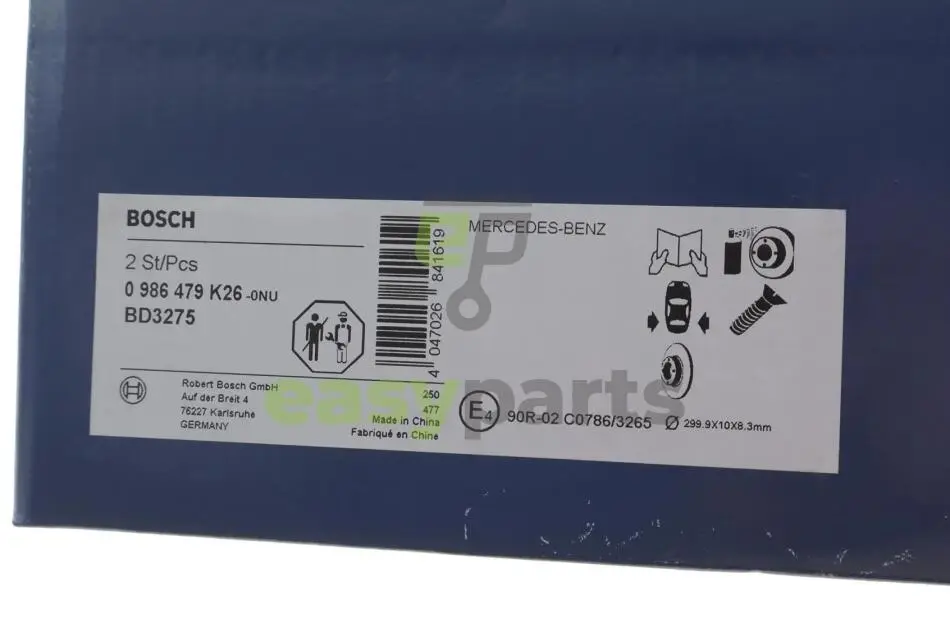 BOSCH
2 St/Pcs
0 986 479 K26 -0NU
BD3275
Robert Bosch GmbH
Auf der Breit 4
76227 Karlsruhe
GERMANY
4 047026 841619
250
477
Made in China
Fabriqué en Chine
MERCEDES-BENZ
E4 90R-02 C0786/3265 Ø 299.9X10X8.3mm
ep
easyparts